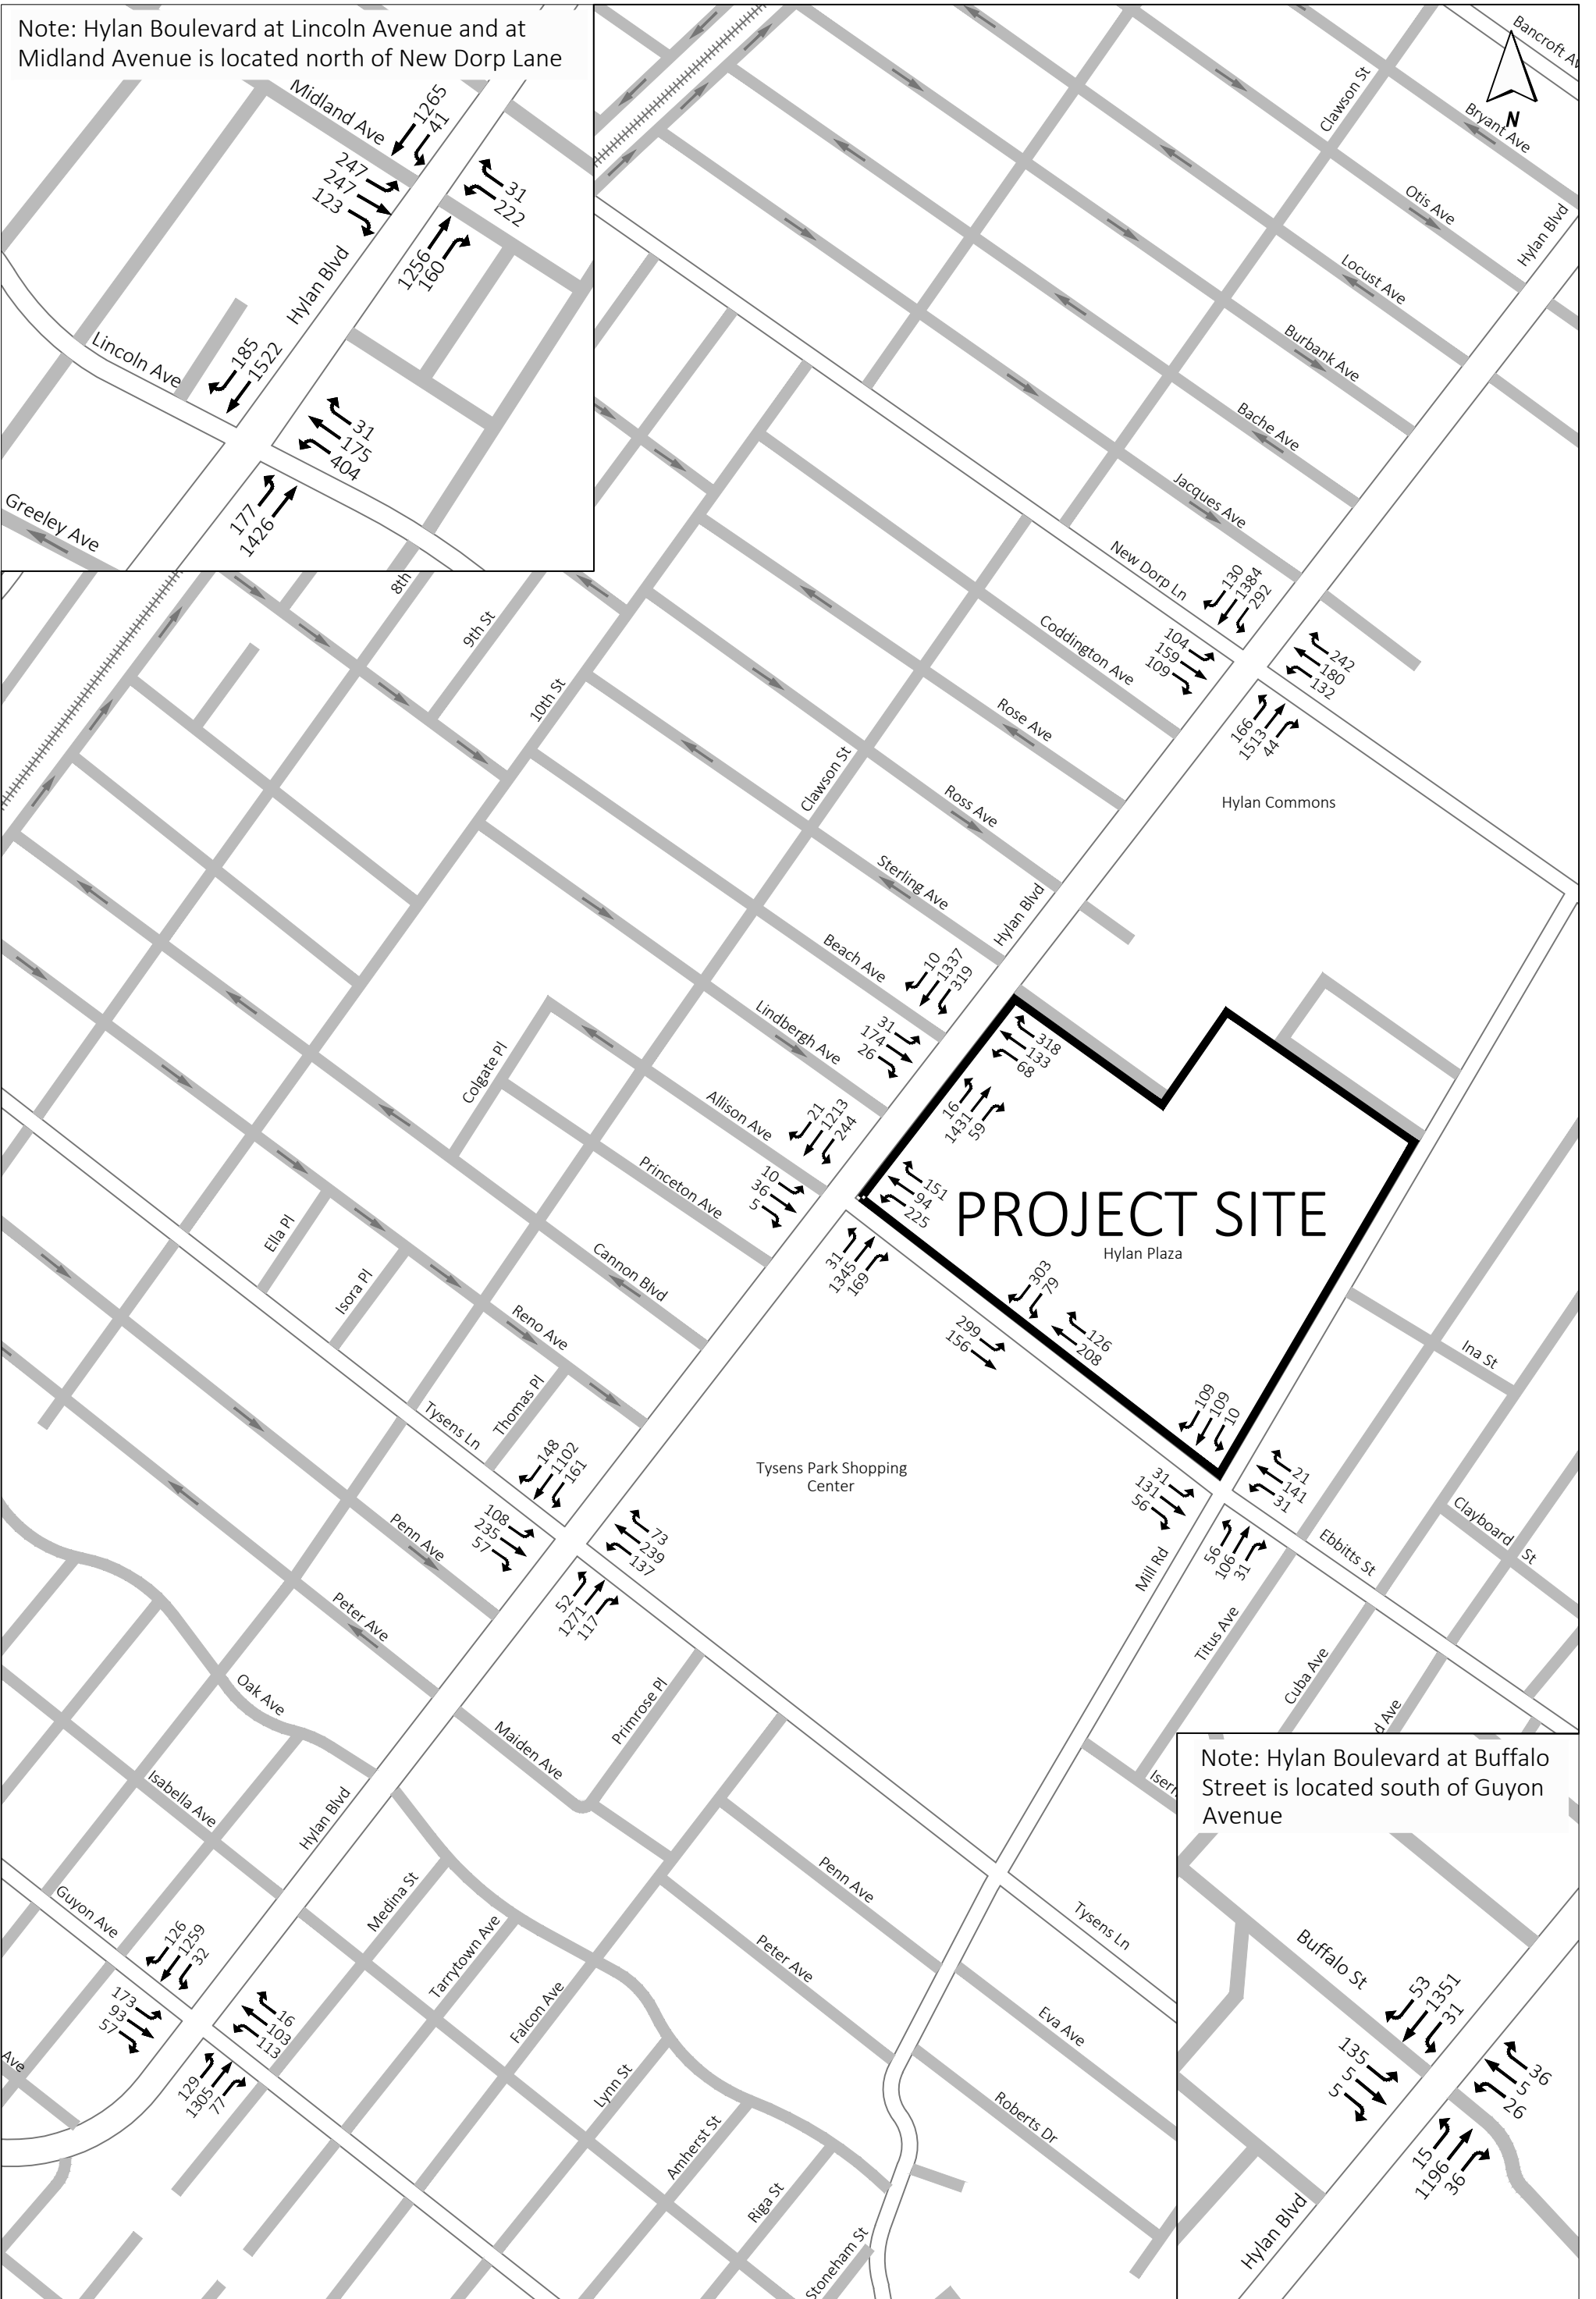 Note: Hylan Boulevard at Lincoln Avenue and at
Midland Avenue is located north of New Dorp Lane
Midland Ave
1265
41
247
247
123
31
222
1256
160
Hylan Blvd
Lincoln Ave
185
1522
31
175
404
177
1426
Greeley Ave
Bancroft Av
N
Clawson St
Bryant Ave
Otis Ave
Hylan Blvd
Locust Ave
Burbank Ave
Bache Ave
Jacques Ave
New Dorp Ln
130
1384
292
104
159
109
242
180
132
166
1513
44
8th
9th St
10th St
Coddington Ave
Rose Ave
Hylan Commons
Clawson St
Ross Ave
Sterling Ave
Hylan Blvd
Beach Ave
10
1337
319
31
174
26
318
133
68
16
1431
59
Lindbergh Ave
Colgate Pl
Allison Ave
21
1213
244
10
36
5
151
94
225
31
1345
169
PROJECT SITE
Hylan Plaza
Princeton Ave
Ella Pl
Isora Pl
Cannon Blvd
Reno Ave
303
79
126
208
299
156
Ina St
Thomas Pl
Tysens Ln
148
1102
161
108
235
57
73
239
137
52
1271
117
Tysens Park Shopping
Center
109
109
10
31
131
56
21
141
31
56
106
31
Mill Rd
Ebbitts St
Clayboard St
Titus Ave
Cuba Ave
d Ave
Isern
Penn Ave
Peter Ave
Oak Ave
Primrose Pl
Maiden Ave
Isabella Ave
Hylan Blvd
Guyon Ave
126
1259
32
173
93
57
16
103
113
129
1305
77
Ave
Medina St
Tarrytown Ave
Falcon Ave
Penn Ave
Peter Ave
Tysens Ln
Eva Ave
Lynn St
Amherst St
Riga St
Roberts Dr
Stoneham St
Note: Hylan Boulevard at Buffalo
Street is located south of Guyon
Avenue
Buffalo St
53
1351
31
135
5
5
36
5
26
15
1196
36
Hylan Blvd